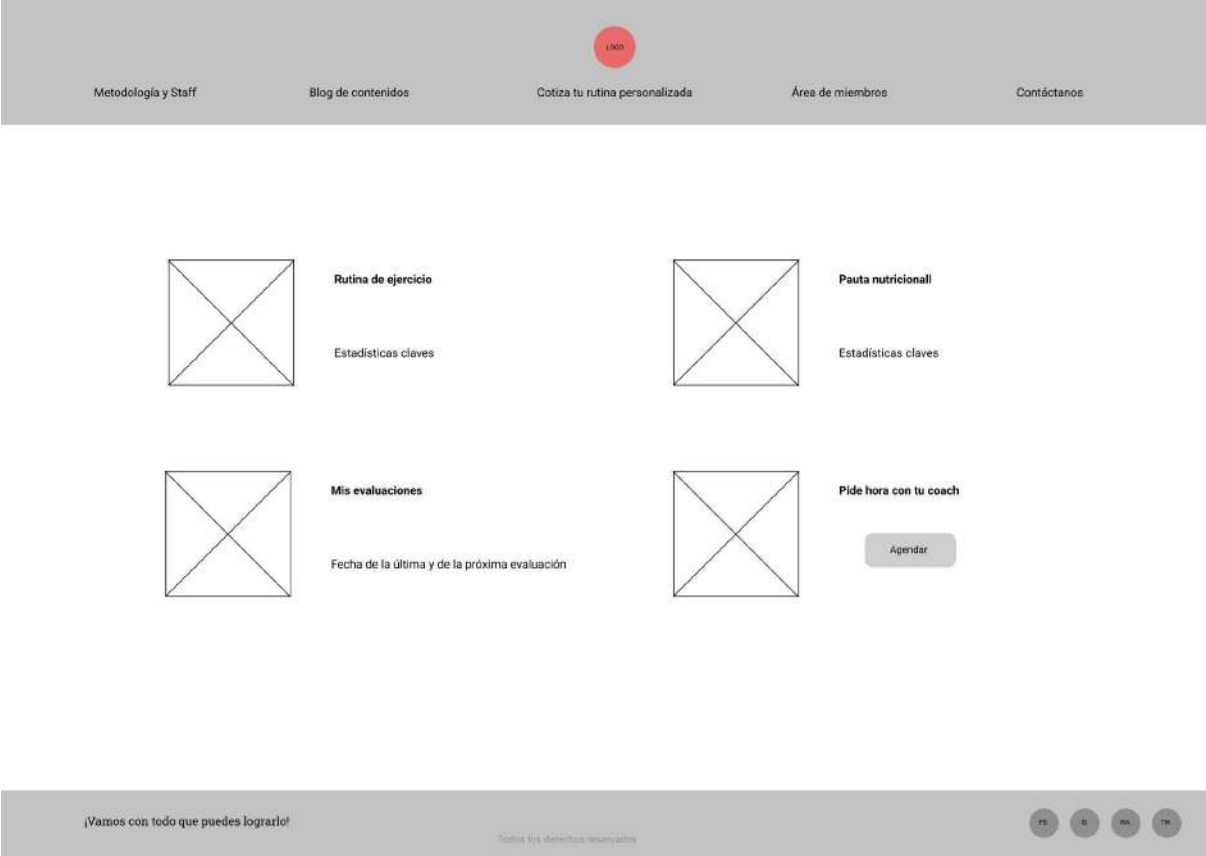 LOGO
Metodología y Staff
Blog de contenidos
Cotiza tu rutina personalizada
Área de miembros
Contáctanos
Rutina de ejercicio
Estadísticas claves
Pauta nutricionall
Estadísticas claves
Mis evaluaciones
Fecha de la última y de la próxima evaluación
Pide hora con tu coach
Agendar
¡Vamos con todo que puedes lograrlo!
Todos los derechos reservados
FB